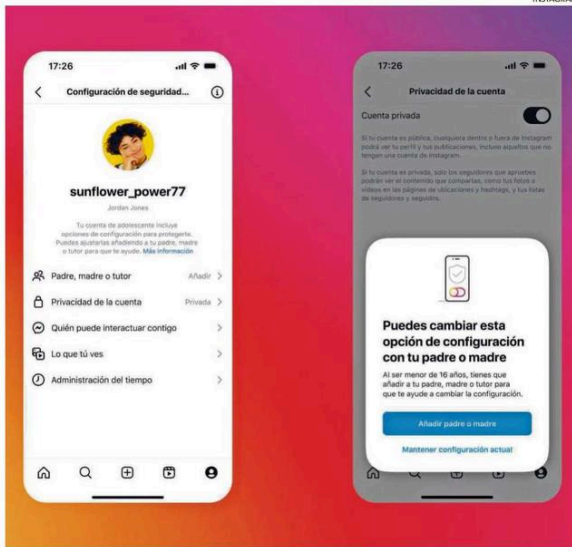 INSTAGRAM
17:26
Configuración de seguridad...
sunflower_power77
Jordan Jones
Tu cuenta de adolescente incluye
opciones de configuración para protegerte.
Puedes ajustarlas añadiendo a tu padre, madre
o tutor para que te ayude. Más información
Padre, madre o tutor Añadir
Privacidad de la cuenta Privada
Quién puede interactuar contigo
Lo que tú ves
Administración del tiempo
17:26
Privacidad de la cuenta
Cuenta privada
Si tu cuenta es pública, cualquiera dentro o fuera de Instagram
podrá ver tu perfil y tus publicaciones, incluso aquellos que no
tengan una cuenta de Instagram.
Si tu cuenta es privada, solo los seguidores que apruebes
podrán ver el contenido que compartas, como tus fotos o
vídeos en las páginas de ubicaciones y hashtags, y tus listas
de seguidores y seguidos.
Puedes cambiar esta
opción de configuración
con tu padre o madre
Al ser menor de 16 años, tienes que
añadir a tu padre, madre o tutor para
que te ayude a cambiar la configuración.
Añadir padre o madre
Mantener configuración actual